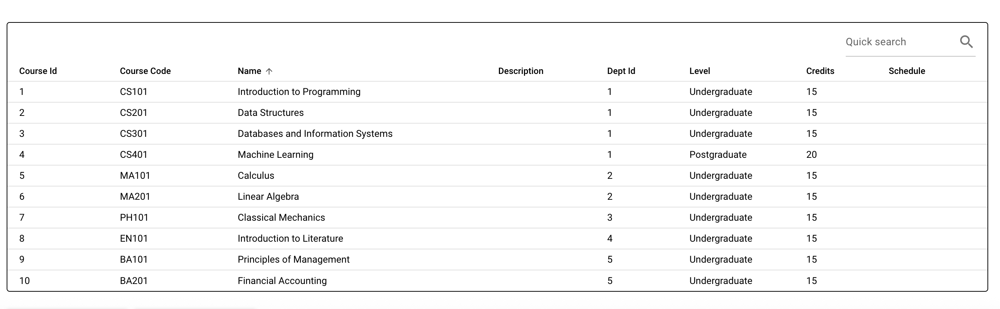 Quick search
Course Id Course Code Name ↑ Description Dept Id Level Credits Schedule
1 CS101 Introduction to Programming 1 Undergraduate 15
2 CS201 Data Structures 1 Undergraduate 15
3 CS301 Databases and Information Systems 1 Undergraduate 15
4 CS401 Machine Learning 1 Postgraduate 20
5 MA101 Calculus 2 Undergraduate 15
6 MA201 Linear Algebra 2 Undergraduate 15
7 PH101 Classical Mechanics 3 Undergraduate 15
8 EN101 Introduction to Literature 4 Undergraduate 15
9 BA101 Principles of Management 5 Undergraduate 15
10 BA201 Financial Accounting 5 Undergraduate 15